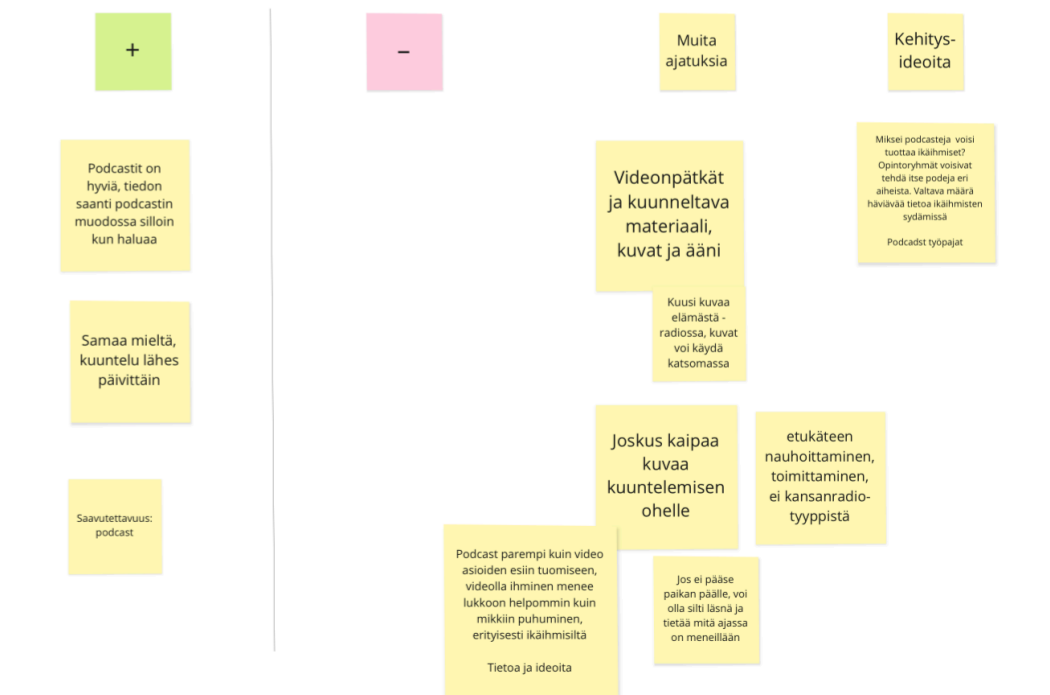 +
–
Muita
ajatuksia
Kehitys-
ideoita
Podcastit on
hyviä, tiedon
saanti podcastin
muodossa silloin
kun haluaa
Samaa mieltä,
kuuntelu lähes
päivittäin
Saavutettavuus:
podcast
Videonpätkät
ja kuunneltava
materiaali,
kuvat ja ääni
Kuusi kuvaa
elämästä -
radiossa, kuvat
voi käydä
katsomassa
Joskus kaipaa
kuvaa
kuuntelemisen
ohelle
etukäteen
nauhoittaminen,
toimittaminen,
ei kansanradio-
tyyppistä
Podcast parempi kuin video
asioiden esiin tuomiseen,
videolla ihminen menee
lukkoon helpommin kuin
mikkiin puhuminen,
erityisesti ikäihmisiltä
Tietoa ja ideoita
Jos ei pääse
paikan päälle, voi
olla silti läsnä ja
tietää mitä ajassa
on meneillään
Miksei podcasteja voisi
tuottaa ikäihmiset?
Opintoryhmät voisivat
tehdä itse podeja eri
aiheista. Valtava määrä
häviävää tietoa ikäihmisten
sydämissä
Podcadst työpajat